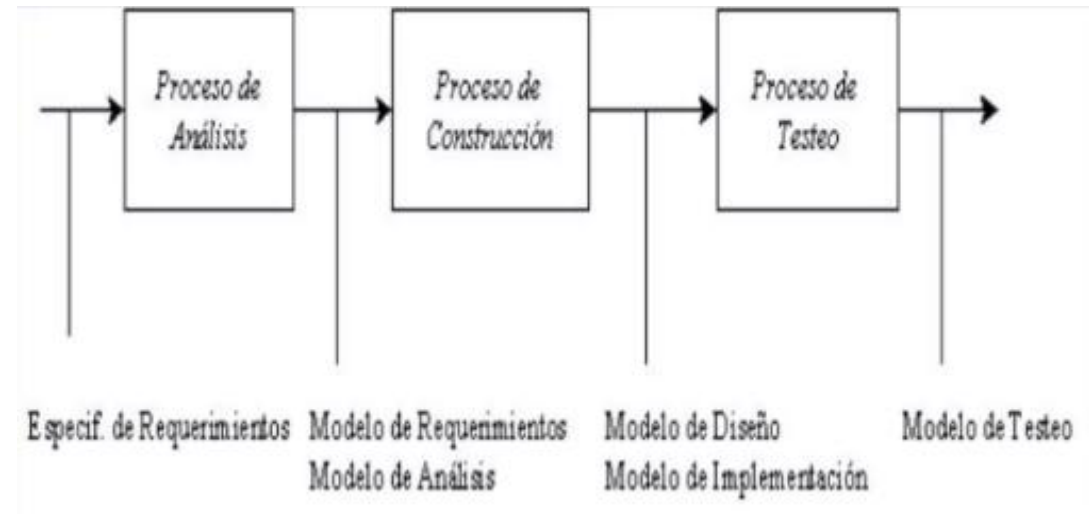 Proceso de
Análisis
Proceso de
Construcción
Proceso de
Testeo
Especif. de Requerimientos
Modelo de Requerimientos
Modelo de Análisis
Modelo de Diseño
Modelo de Implementación
Modelo de Testeo